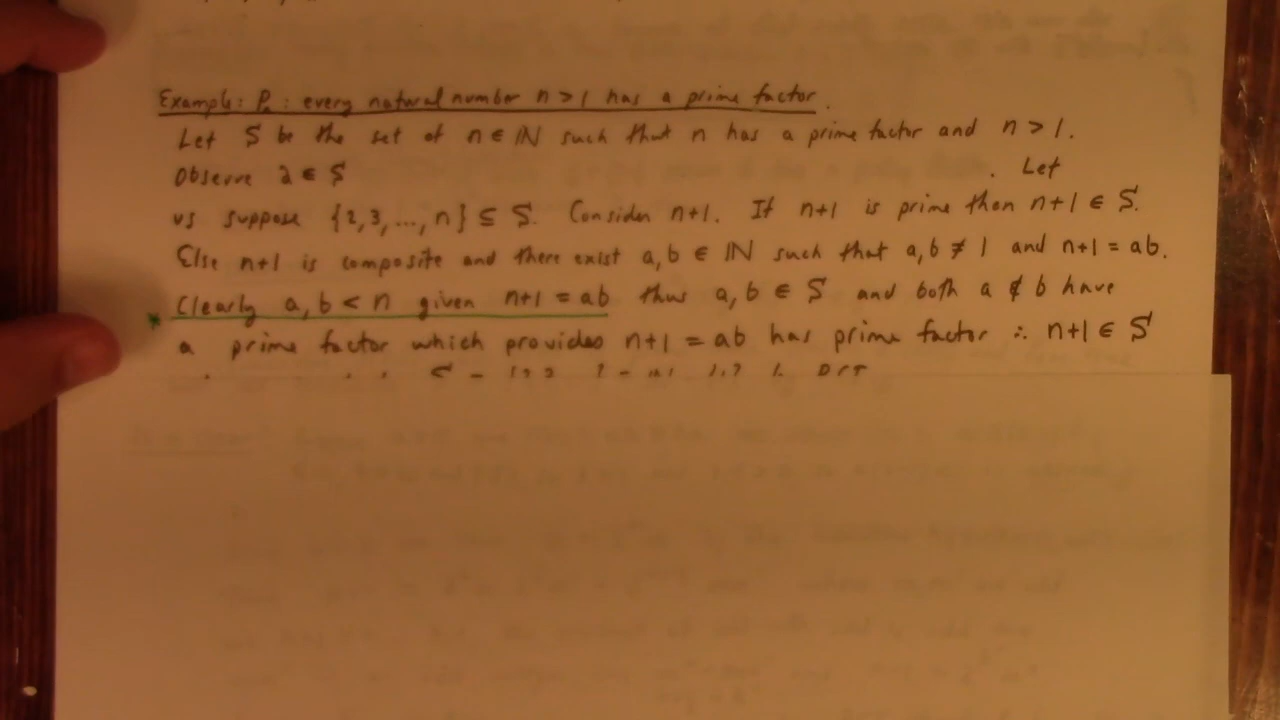 Example: Pₙ : every natural number n > 1 has a prime factor.
Let S be the set of n ∈ ℕ such that n has a prime factor and n > 1.
Observe 2 ∈ S . Let
us suppose {2,3,...,n} ⊆ S. Consider n+1. If n+1 is prime then n+1 ∈ S.
Else n+1 is composite and there exist a, b ∈ ℕ such that a, b ≠ 1 and n+1 = ab.
* Clearly a, b < n given n+1 = ab thus a, b ∈ S and both a & b have
a prime factor which provides n+1 = ab has prime factor ∴ n+1 ∈ S